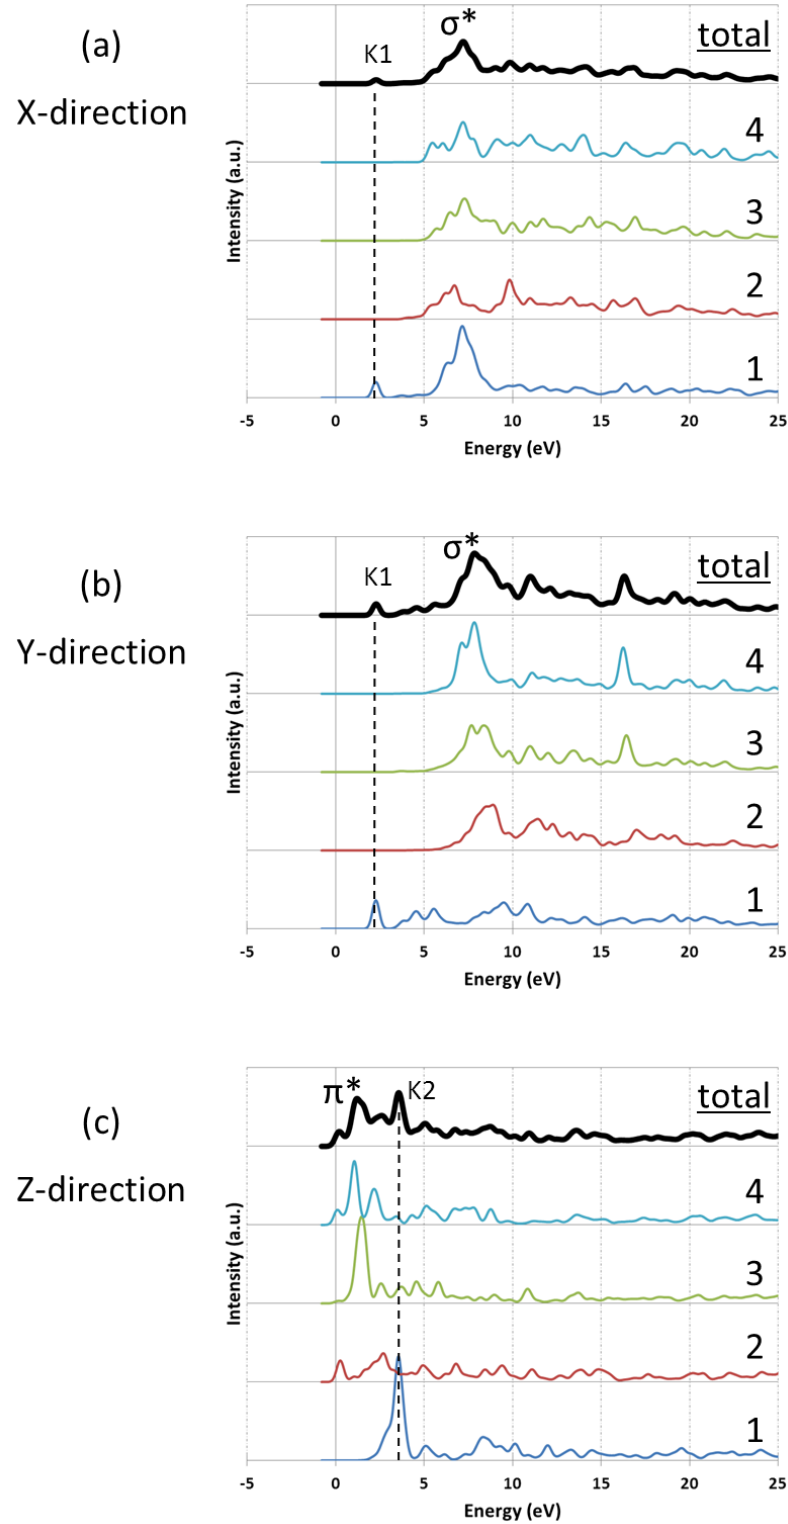 (a)
X-direction
σ*
K1
total
4
3
2
1
Intensity (a.u.)
-5 0 5 10 15 20 25
Energy (eV)
(b)
Y-direction
σ*
K1
total
4
3
2
1
Intensity (a.u.)
-5 0 5 10 15 20 25
Energy (eV)
(c)
Z-direction
π*
K2
total
4
3
2
1
Intensity (a.u.)
-5 0 5 10 15 20 25
Energy (eV)